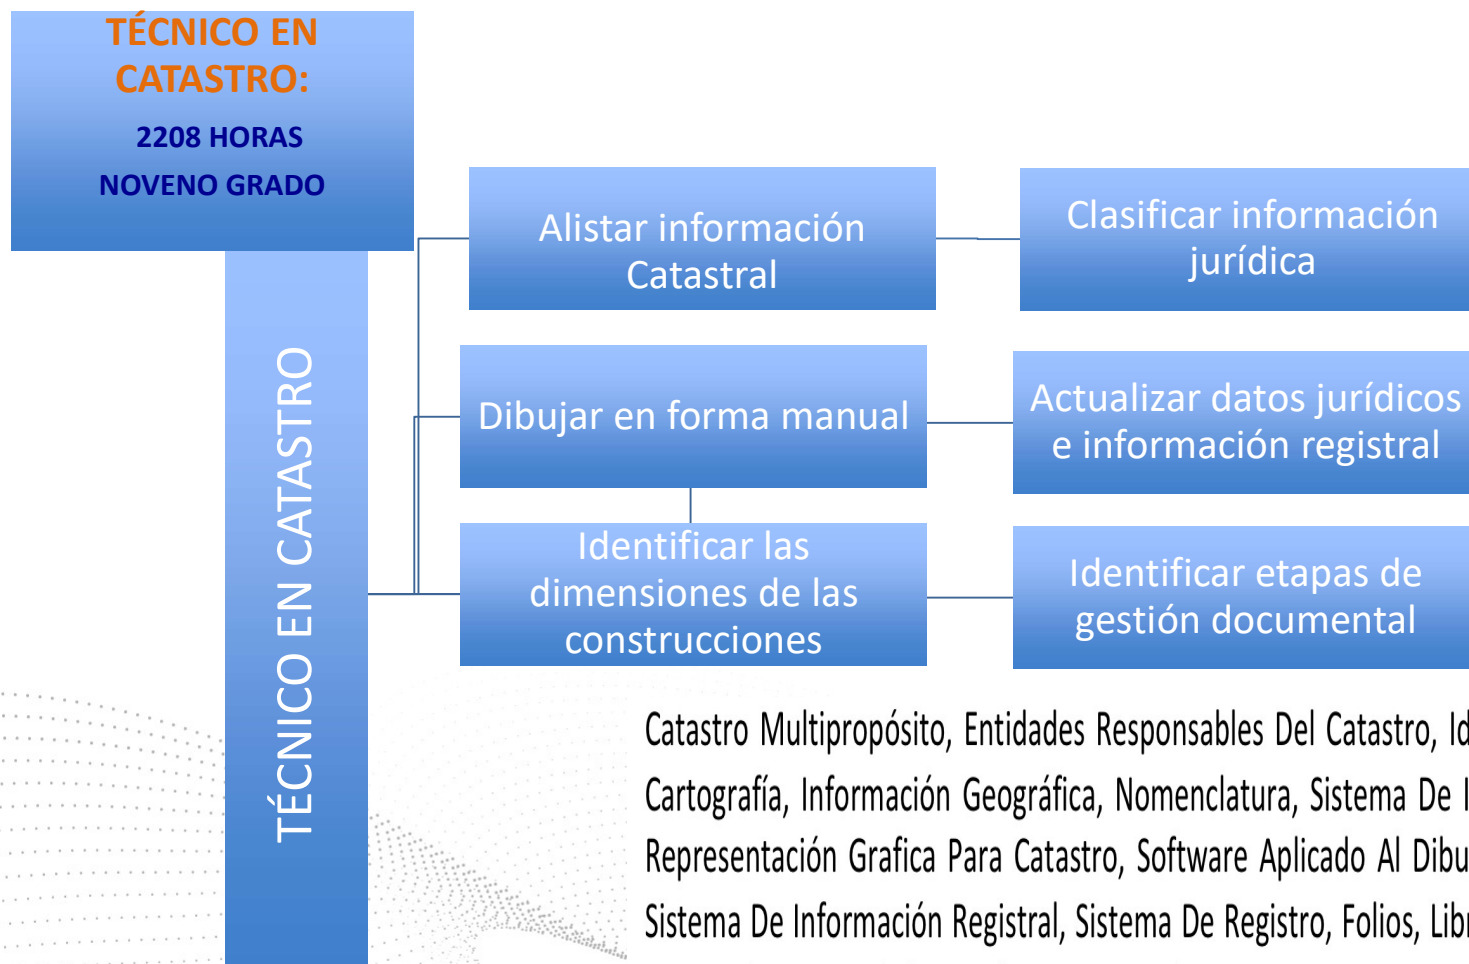 TÉCNICO EN
CATASTRO:
2208 HORAS
NOVENO GRADO
TÉCNICO EN CATASTRO
Alistar información
Catastral
Clasificar información
jurídica
Dibujar en forma manual
Actualizar datos jurídicos
e información registral
Identificar las
dimensiones de las
construcciones
Identificar etapas de
gestión documental
Catastro Multipropósito, Entidades Responsables Del Catastro,
Cartografía, Información Geográfica, Nomenclatura, Sistema De
Representación Grafica Para Catastro, Software Aplicado Al
Sistema De Información Registral, Sistema De Registro, Folios,